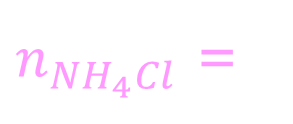 n_{NH_4Cl} =